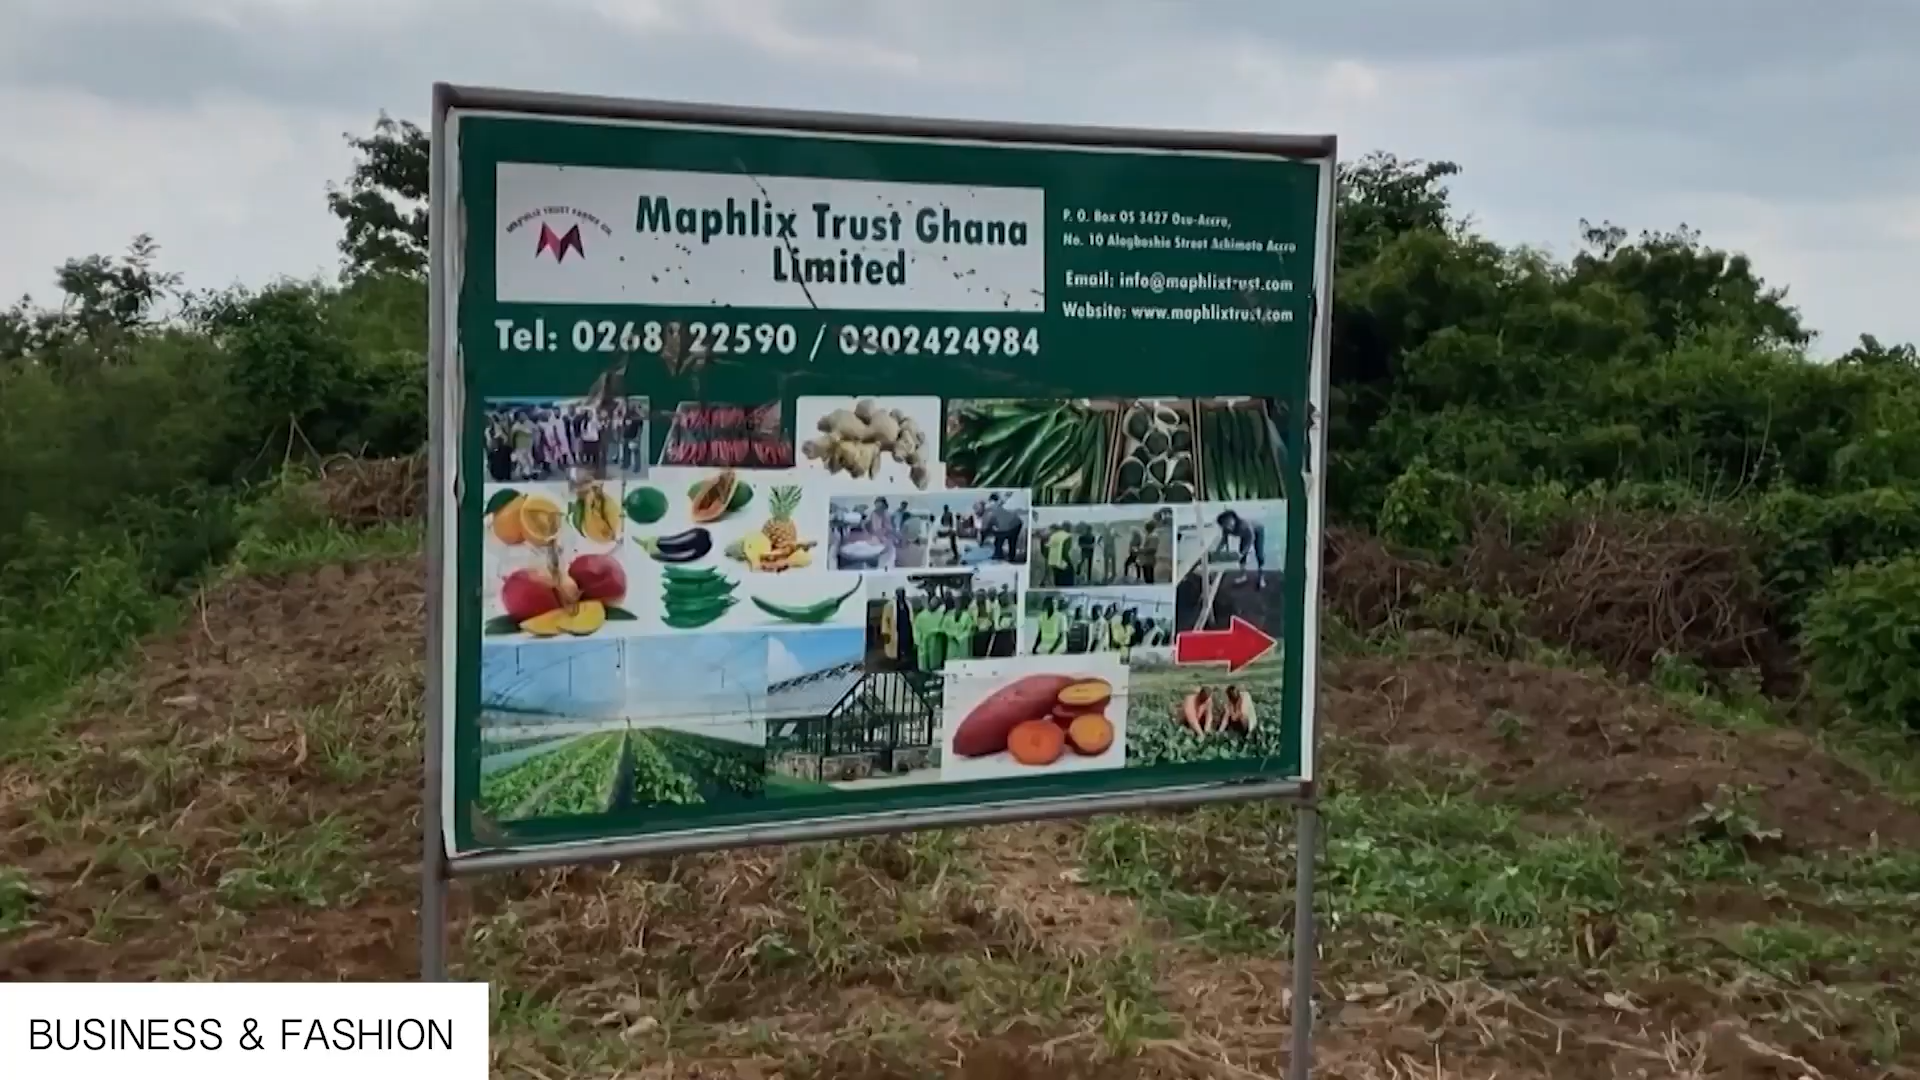 Maphlix Trust Ghana
Limited
Tel: 0268 22590 / 0302424984
P. O. Box OS 3427 Osu-Accra,
No. 10 Alogboshie Street Achimota Accra
Email: info@maphlixtrust.com
Website: www.maphlixtrust.com
BUSINESS & FASHION